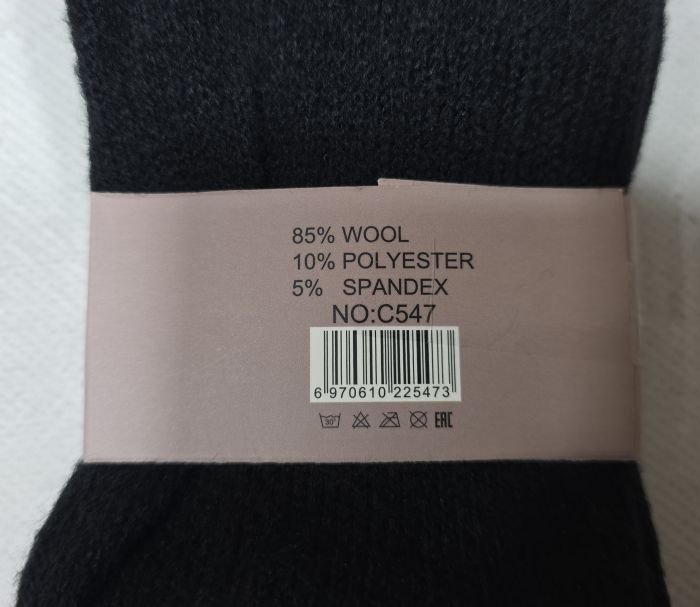 85% WOOL
10% POLYESTER
5% SPANDEX
NO:C547
6 970610 225473
30° EAC